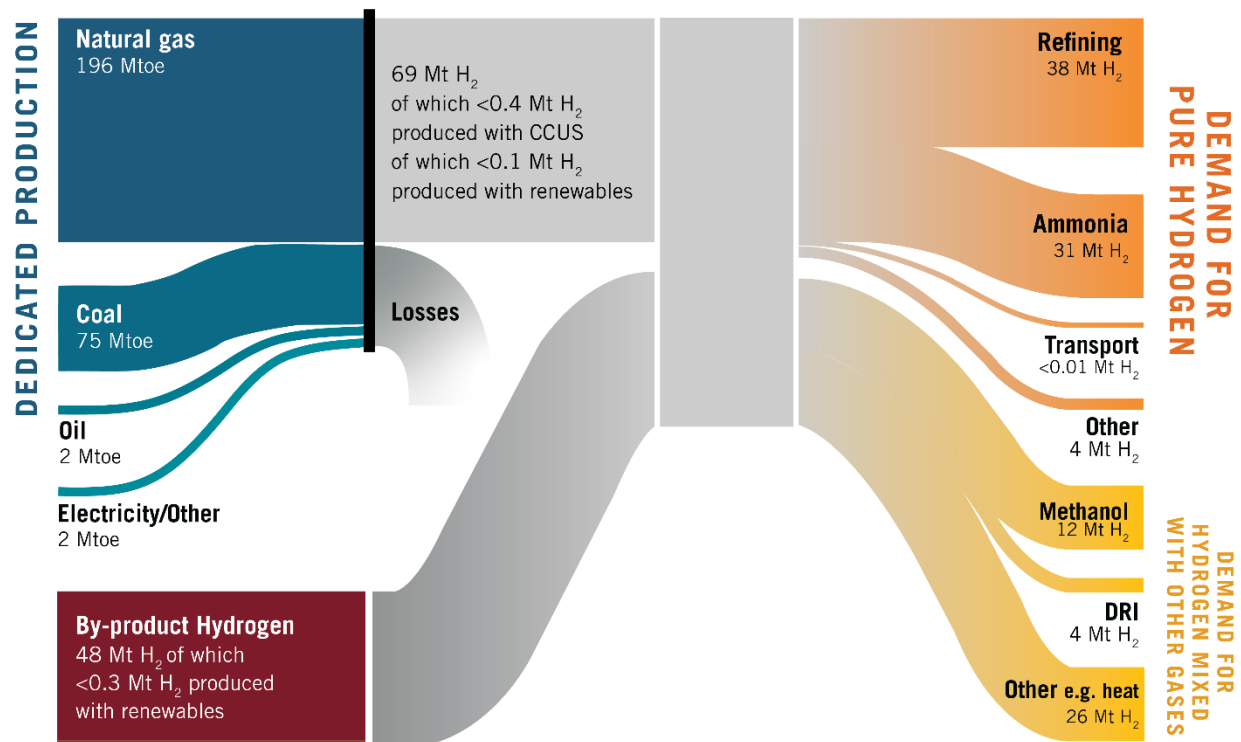 DEDICATED PRODUCTION
Natural gas
196 Mtoe
Coal
75 Mtoe
Oil
2 Mtoe
Electricity/Other
2 Mtoe
By-product Hydrogen
48 Mt H₂ of which
<0.3 Mt H₂ produced
with renewables
69 Mt H₂
of which <0.4 Mt H₂
produced with CCUS
of which <0.1 Mt H₂
produced with renewables
Losses
Refining
38 Mt H₂
Ammonia
31 Mt H₂
Transport
<0.01 Mt H₂
Other
4 Mt H₂
Methanol
12 Mt H₂
DRI
4 Mt H₂
Other e.g. heat
26 Mt H₂
DEMAND FOR
PURE HYDROGEN
DEMAND FOR
HYDROGEN MIXED
WITH OTHER GASES